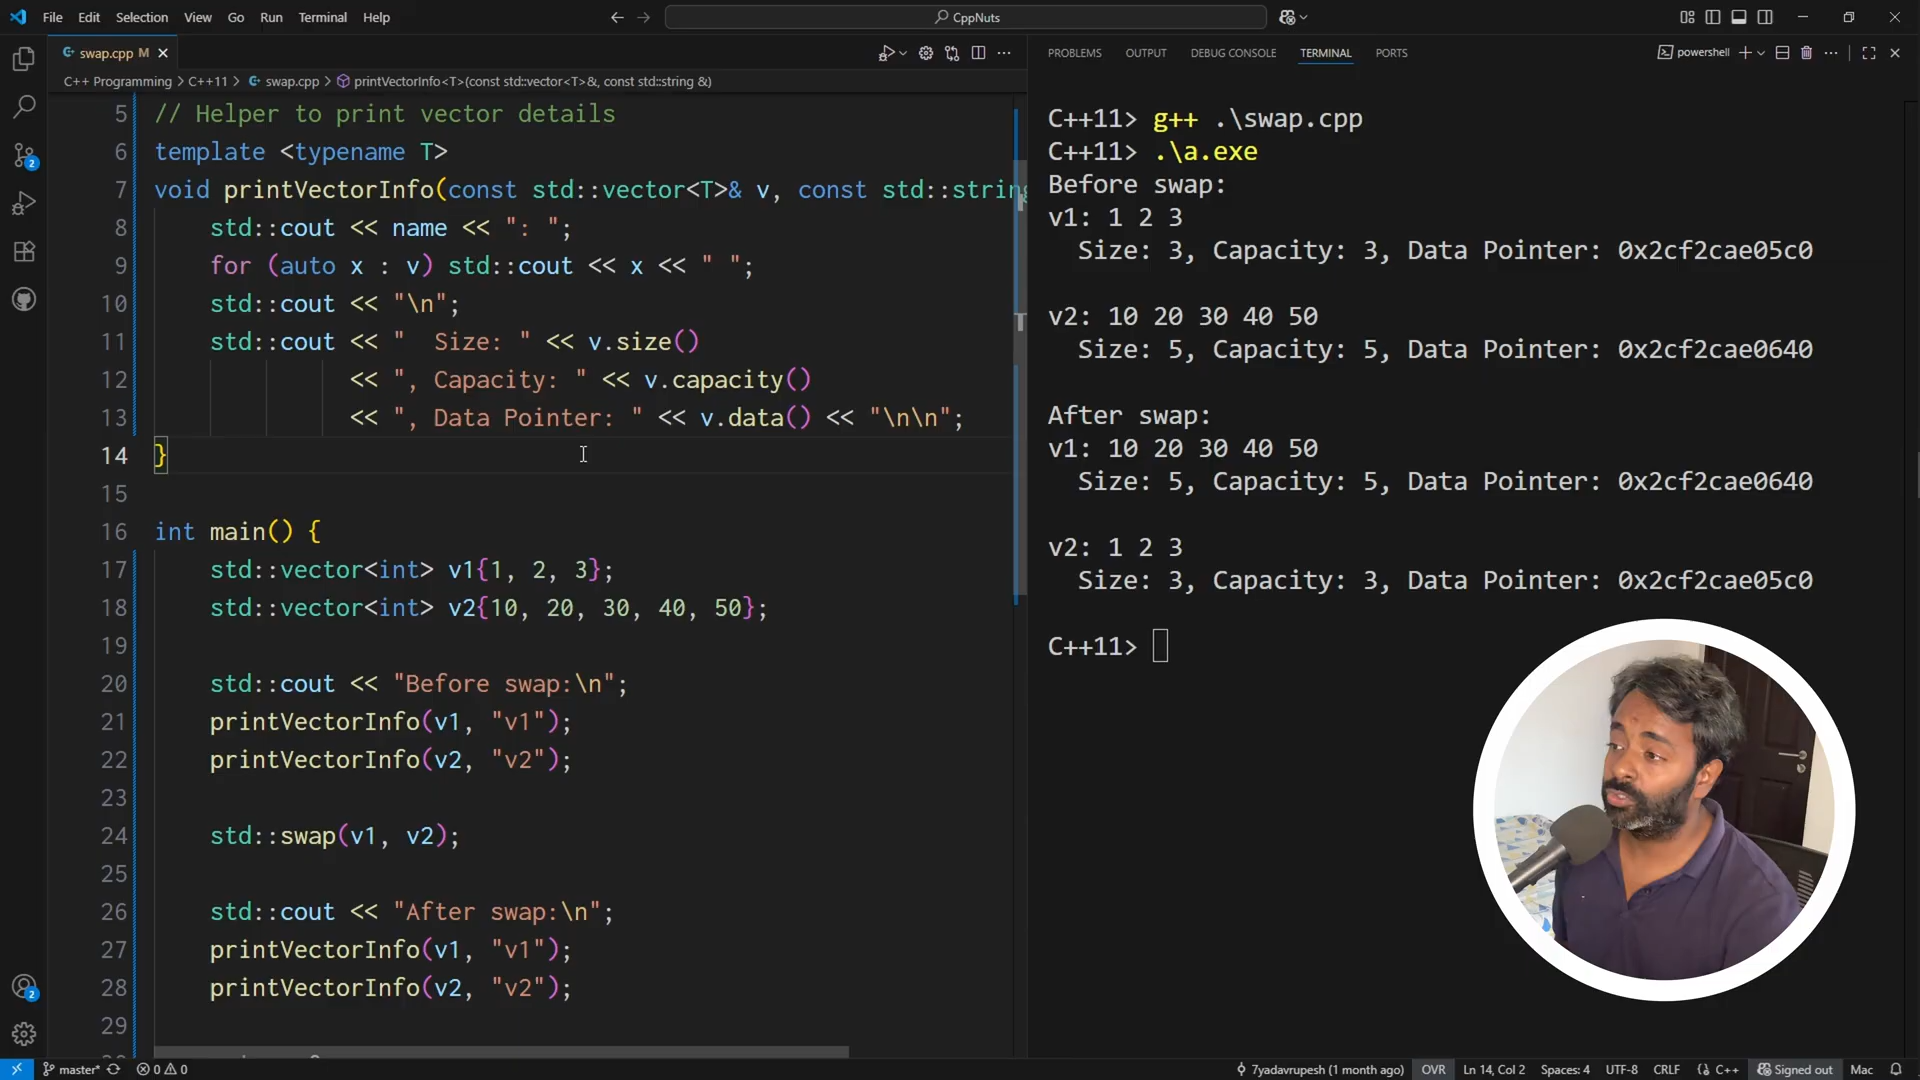 File Edit Selection View Go Run Terminal Help
CppNuts
swap.cpp M
C++ Programming > C++11 > swap.cpp > printVectorInfo<T>(const std::vector<T>&, const std::string &)
5 // Helper to print vector details
6 template <typename T>
7 void printVectorInfo(const std::vector<T>& v, const std::string
8 std::cout << name << ": ";
9 for (auto x : v) std::cout << x << " ";
10 std::cout << "\n";
11 std::cout << "  Size: " << v.size()
12 << ", Capacity: " << v.capacity()
13 << ", Data Pointer: " << v.data() << "\n\n";
14 }
15
16 int main() {
17 std::vector<int> v1{1, 2, 3};
18 std::vector<int> v2{10, 20, 30, 40, 50};
19
20 std::cout << "Before swap:\n";
21 printVectorInfo(v1, "v1");
22 printVectorInfo(v2, "v2");
23
24 std::swap(v1, v2);
25
26 std::cout << "After swap:\n";
27 printVectorInfo(v1, "v1");
28 printVectorInfo(v2, "v2");
29
PROBLEMS OUTPUT DEBUG CONSOLE TERMINAL PORTS
powershell
C++11> g++ .\swap.cpp
C++11> .\a.exe
Before swap:
v1: 1 2 3
Size: 3, Capacity: 3, Data Pointer: 0x2cf2cae05c0
v2: 10 20 30 40 50
Size: 5, Capacity: 5, Data Pointer: 0x2cf2cae0640
After swap:
v1: 10 20 30 40 50
Size: 5, Capacity: 5, Data Pointer: 0x2cf2cae0640
v2: 1 2 3
Size: 3, Capacity: 3, Data Pointer: 0x2cf2cae05c0
C++11>
2
2
master* 0 0
7yadavrupesh (1 month ago) OVR Ln 14, Col 2 Spaces: 4 UTF-8 CRLF {} C++ Signed out Mac